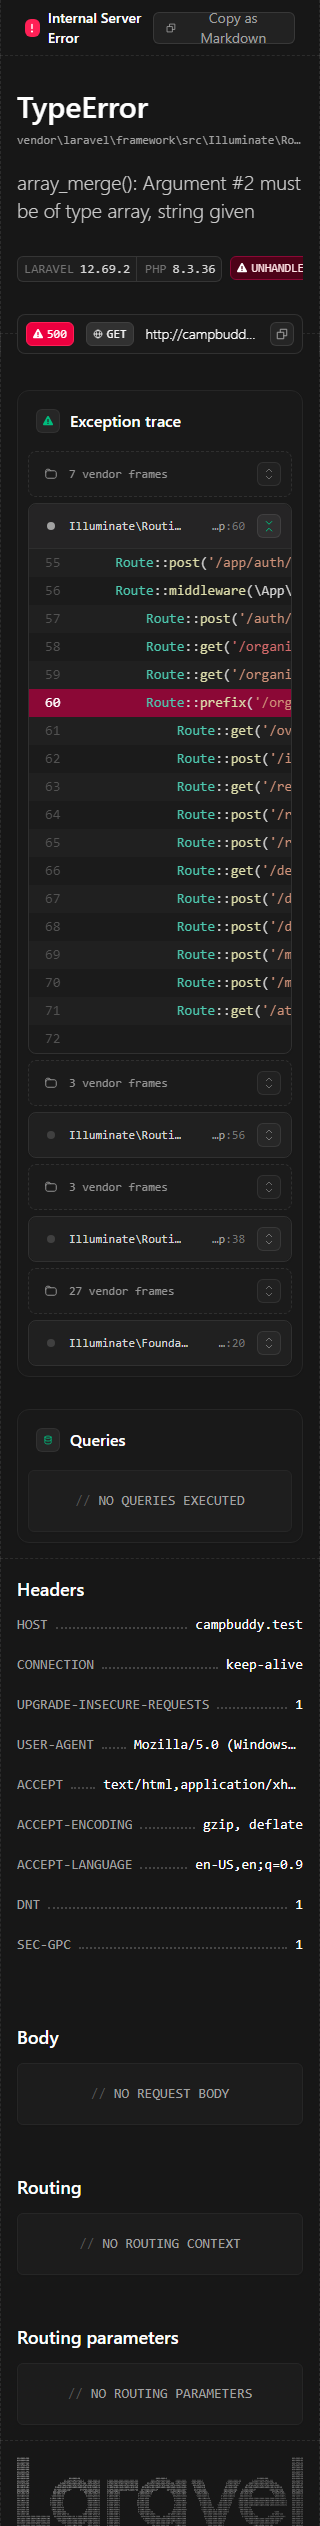 Internal Server
Error
Copy as
Markdown
TypeError
vendor\laravel\framework\src\Illuminate\Ro…
array_merge(): Argument #2 must
be of type array, string given
LARAVEL 12.69.2 PHP 8.3.36 UNHANDLE
500 GET http://campbudd…
Exception trace
7 vendor frames
Illuminate\Routi… …p:60
55 Route::post('/app/auth/
56 Route::middleware(\App\
57 Route::post('/auth/
58 Route::get('/organi
59 Route::get('/organi
60 Route::prefix('/org
61 Route::get('/ov
62 Route::post('/i
63 Route::get('/re
64 Route::post('/r
65 Route::post('/r
66 Route::get('/de
67 Route::post('/d
68 Route::post('/d
69 Route::post('/m
70 Route::post('/m
71 Route::get('/at
72
3 vendor frames
Illuminate\Routi… …p:56
3 vendor frames
Illuminate\Routi… …p:38
27 vendor frames
Illuminate\Founda… …:20
Queries
// NO QUERIES EXECUTED
Headers
HOST campbuddy.test
CONNECTION keep-alive
UPGRADE-INSECURE-REQUESTS 1
USER-AGENT Mozilla/5.0 (Windows…
ACCEPT text/html,application/xh…
ACCEPT-ENCODING gzip, deflate
ACCEPT-LANGUAGE en-US,en;q=0.9
DNT 1
SEC-GPC 1
Body
// NO REQUEST BODY
Routing
// NO ROUTING CONTEXT
Routing parameters
// NO ROUTING PARAMETERS
Laravel